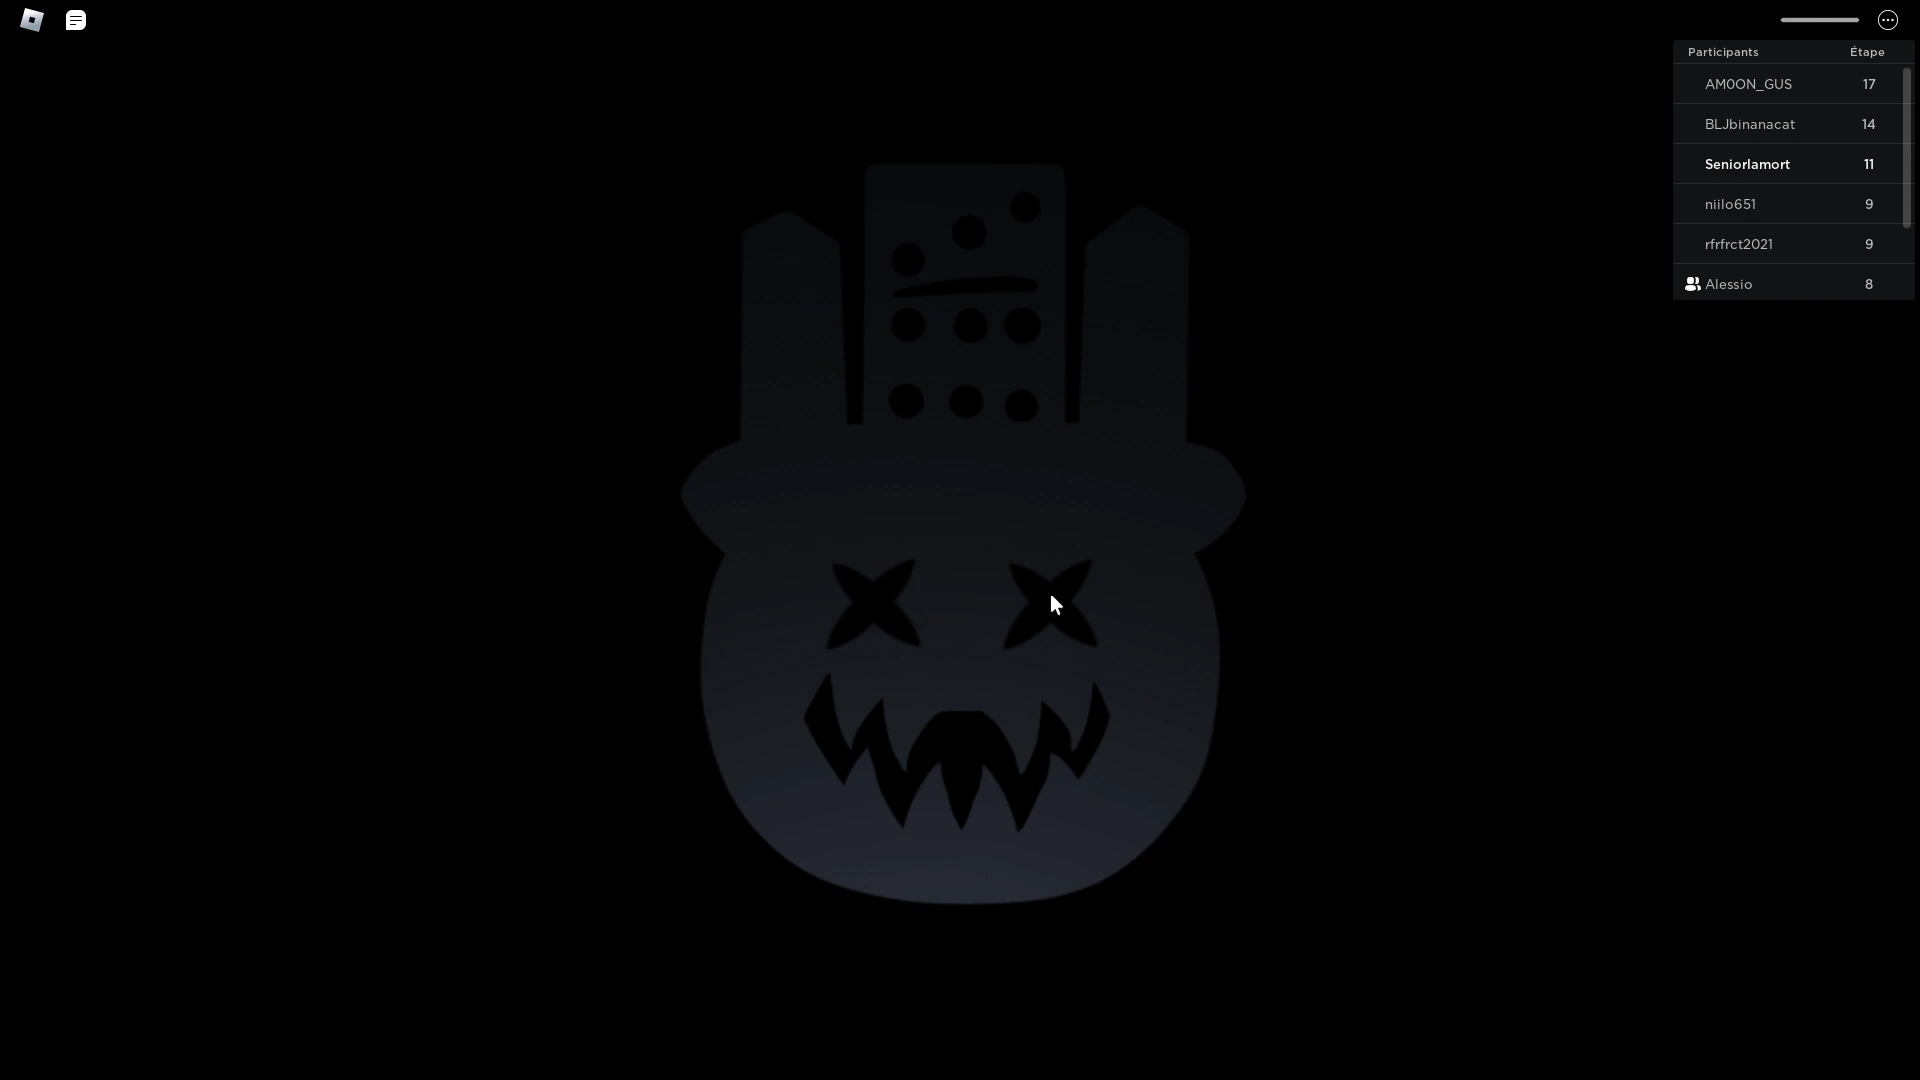 Participants Étape
AM0ON_GUS 17
BLJbinanacat 14
Seniorlamort 11
niilo651 9
rfrfrct2021 9
Alessio 8